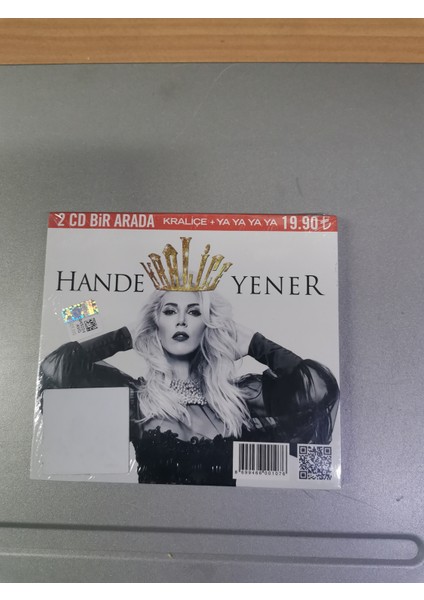 2 CD BİR ARADA KRALİÇE + YA YA YA YA 19.90 ₺
KRALİÇE
HANDE YENER